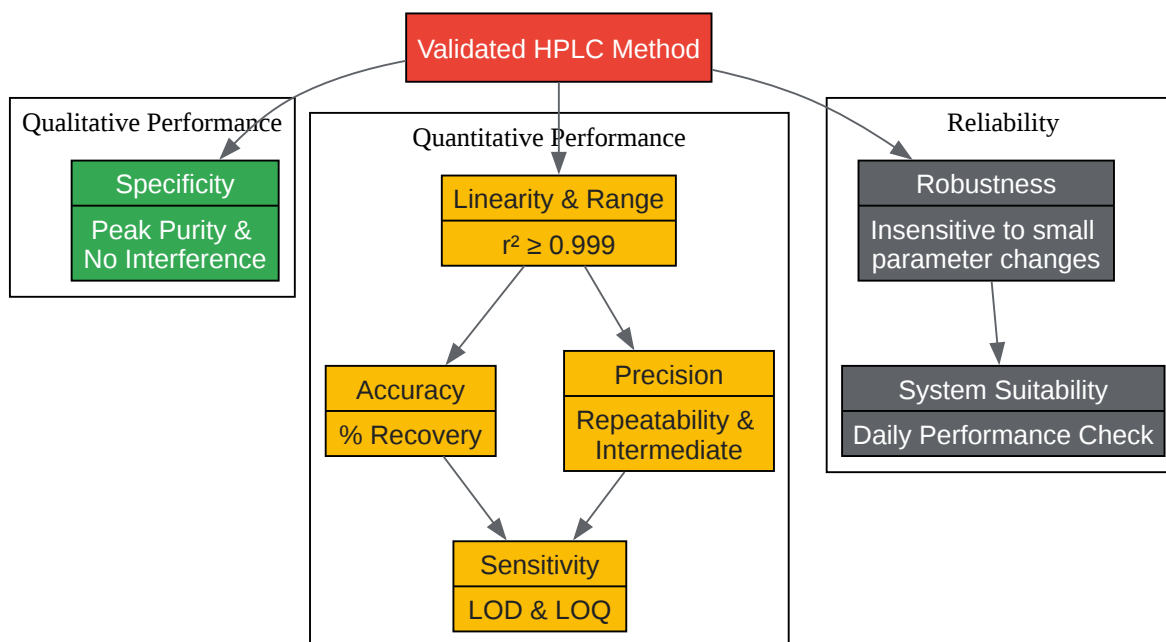 Validated HPLC Method
Qualitative Performance
Specificity
Peak Purity &
No Interference
Quantitative Performance
Linearity & Range
r² ≥ 0.999
Accuracy
% Recovery
Precision
Repeatability &
Intermediate
Sensitivity
LOD & LOQ
Reliability
Robustness
Insensitive to small
parameter changes
System Suitability
Daily Performance Check